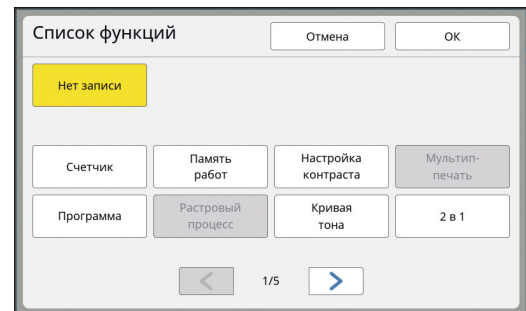 Список функций
Отмена
ОК
Нет записи
Счетчик
Память
работ
Настройка
контраста
Мультип-
печать
Программа
Растровый
процесс
Кривая
тона
2 в 1
1/5